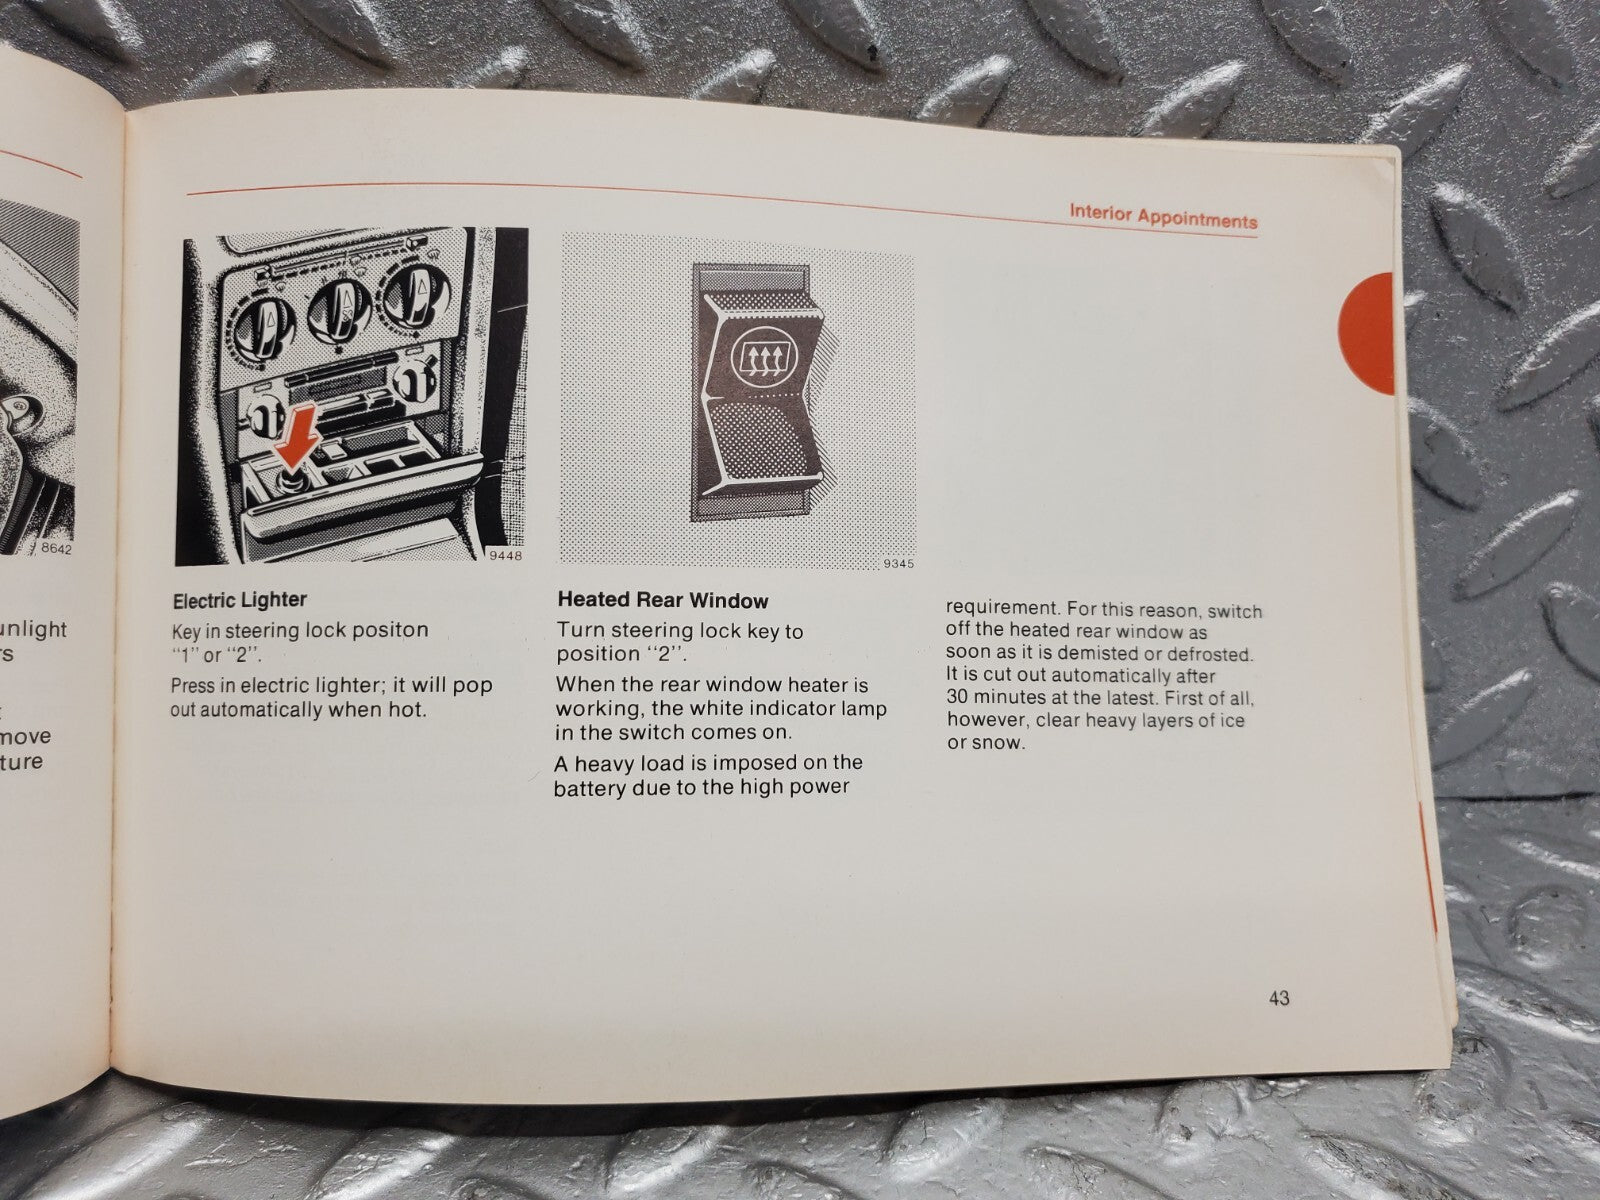 8642
unlight
rs
move
ture
Interior Appointments
9448
Electric Lighter
Key in steering lock positon
"1" or "2".
Press in electric lighter; it will pop
out automatically when hot.
9345
Heated Rear Window
Turn steering lock key to
position "2".
When the rear window heater is
working, the white indicator lamp
in the switch comes on.
A heavy load is imposed on the
battery due to the high power
requirement. For this reason, switch
off the heated rear window as
soon as it is demisted or defrosted.
It is cut out automatically after
30 minutes at the latest. First of all,
however, clear heavy layers of ice
or snow.
43